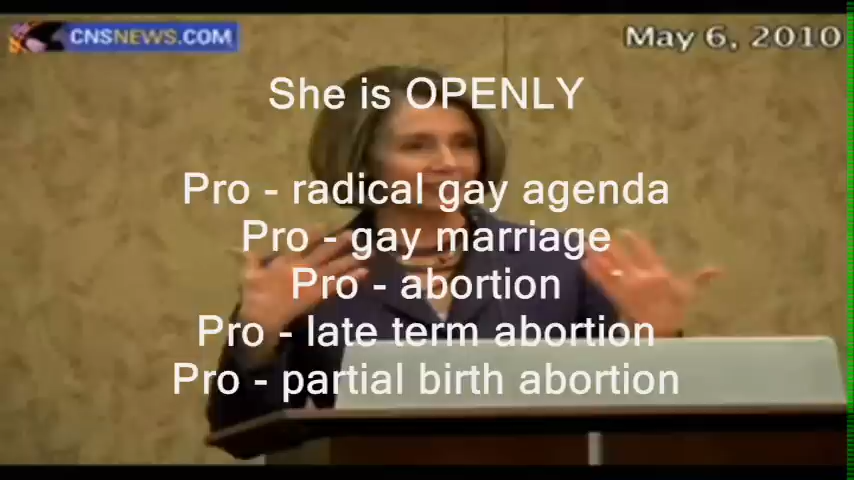 CNSNEWS.COM
May 6, 2010
She is OPENLY
Pro - radical gay agenda
Pro - gay marriage
Pro - abortion
Pro - late term abortion
Pro - partial birth abortion